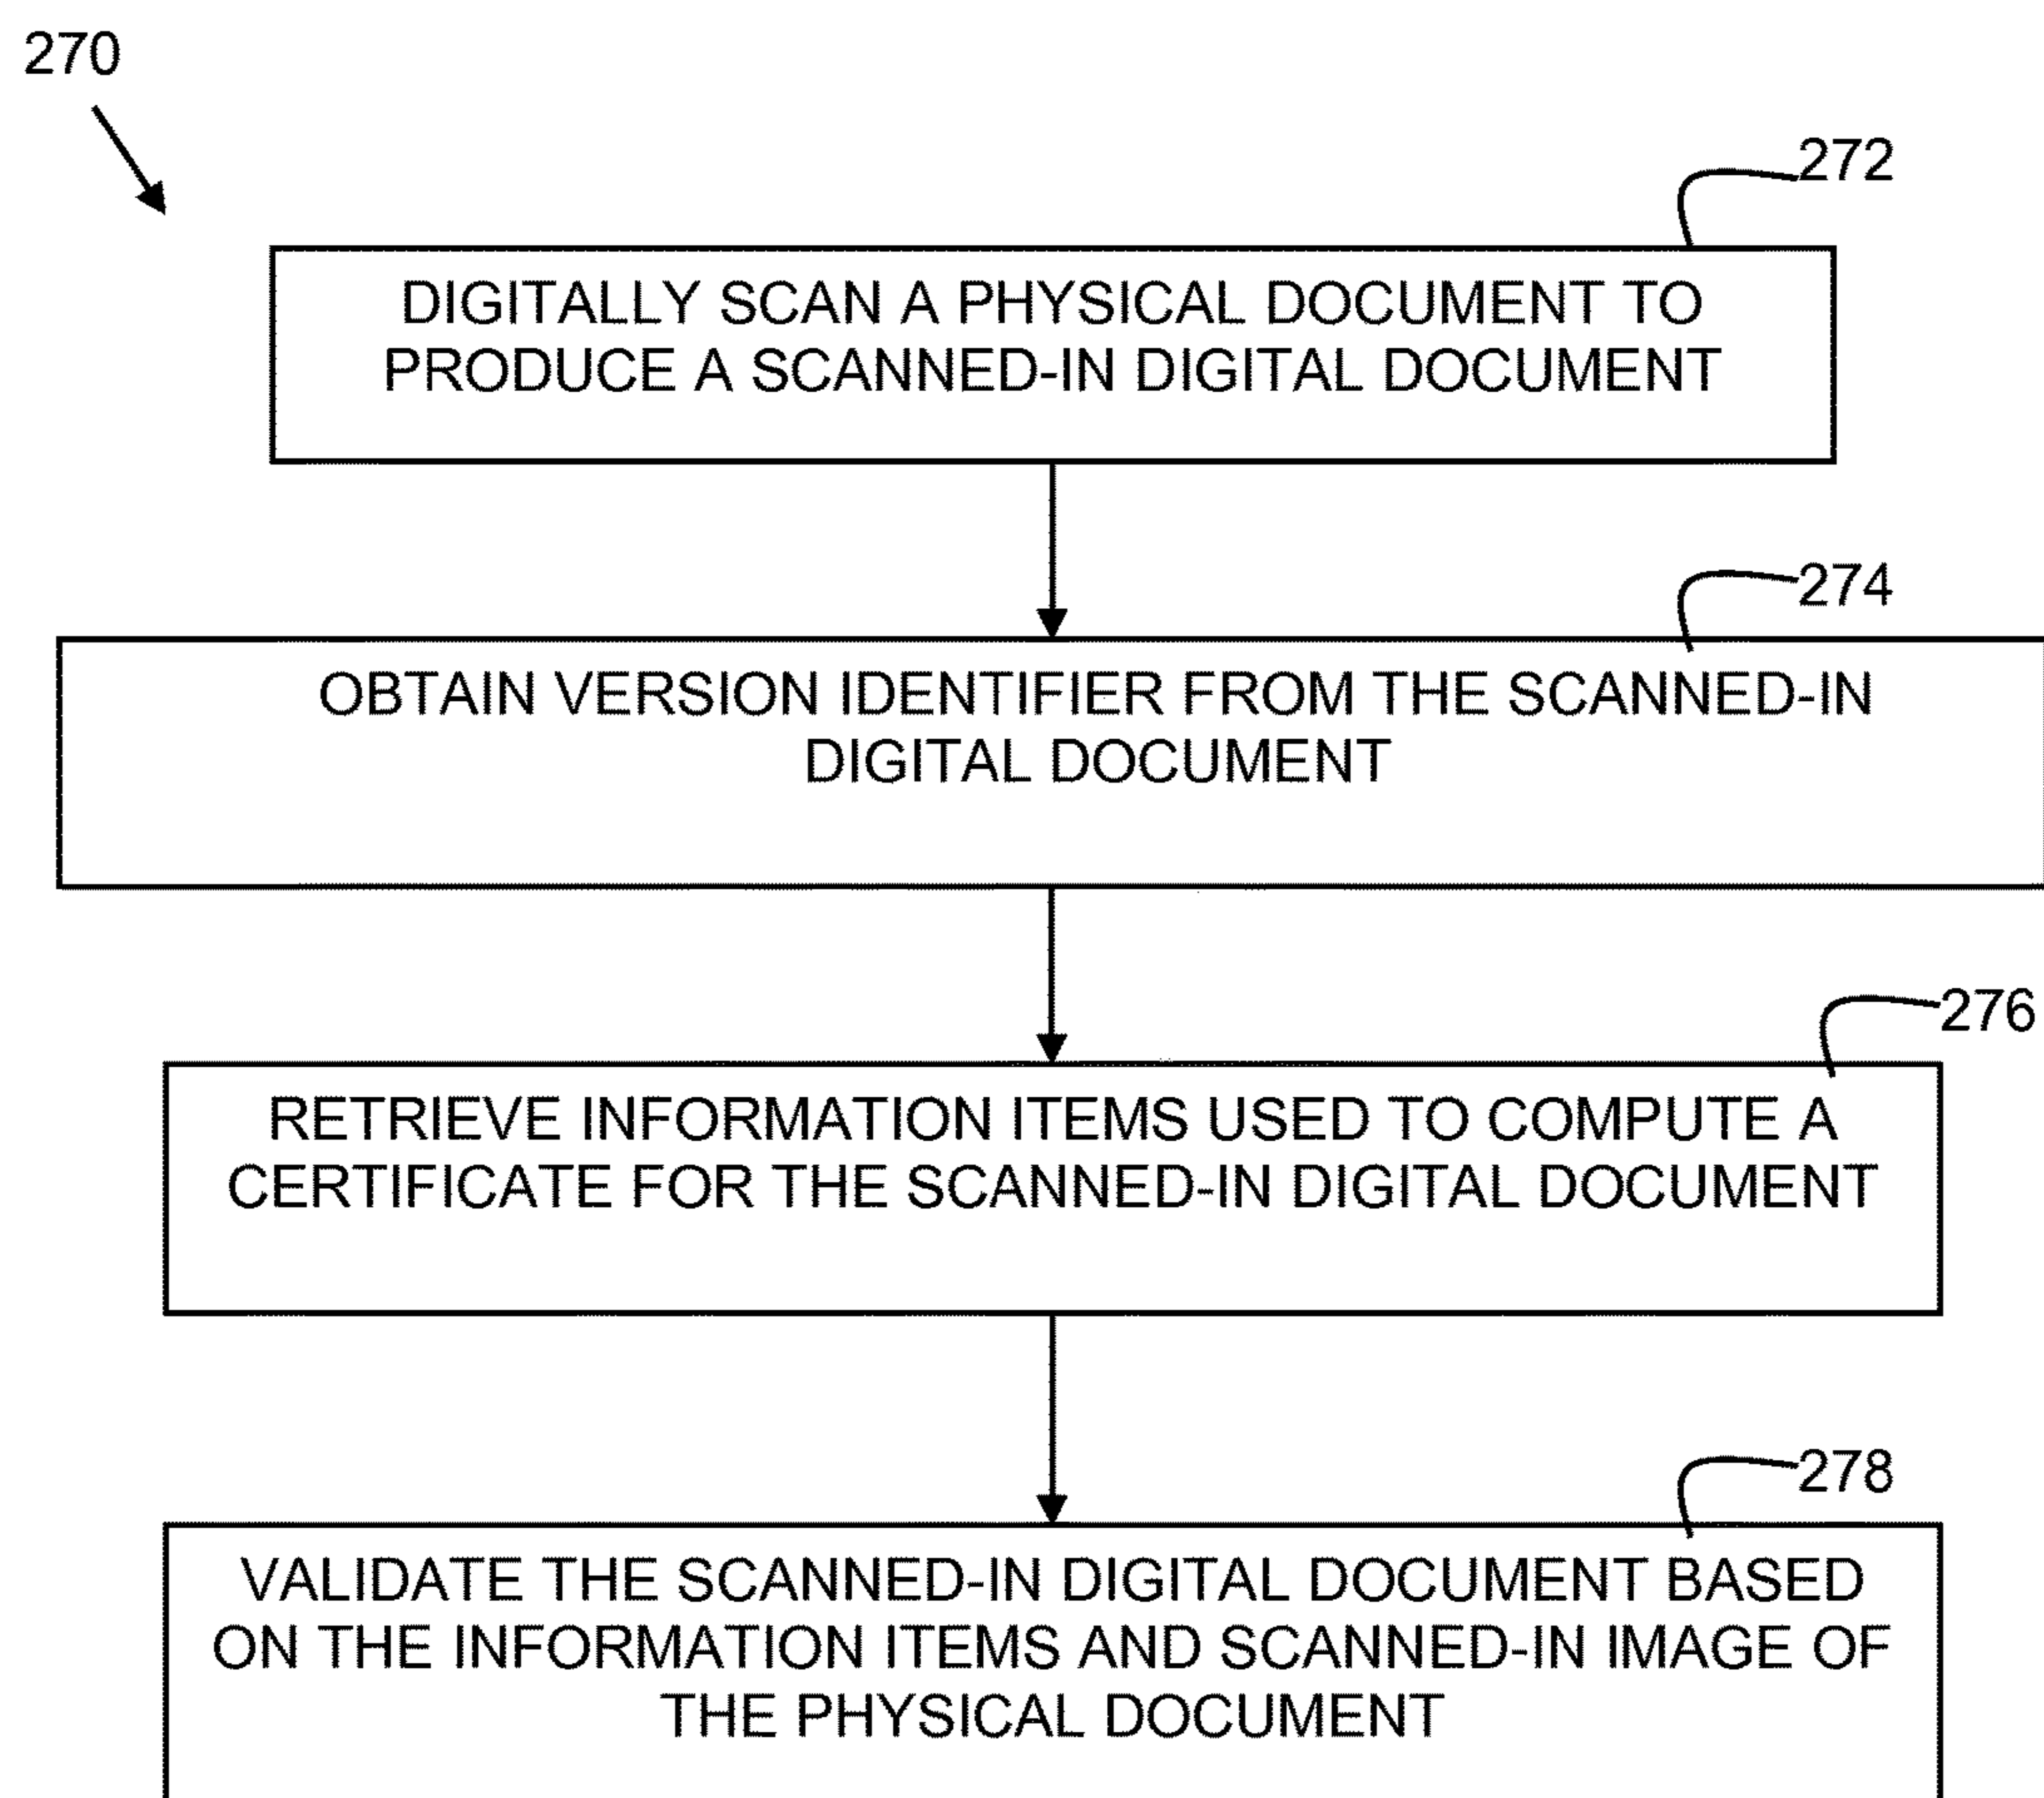 270
272
DIGITALLY SCAN A PHYSICAL DOCUMENT TO
PRODUCE A SCANNED-IN DIGITAL DOCUMENT
274
OBTAIN VERSION IDENTIFIER FROM THE SCANNED-IN
DIGITAL DOCUMENT
276
RETRIEVE INFORMATION ITEMS USED TO COMPUTE A
CERTIFICATE FOR THE SCANNED-IN DIGITAL DOCUMENT
278
VALIDATE THE SCANNED-IN DIGITAL DOCUMENT BASED
ON THE INFORMATION ITEMS AND SCANNED-IN IMAGE OF
THE PHYSICAL DOCUMENT